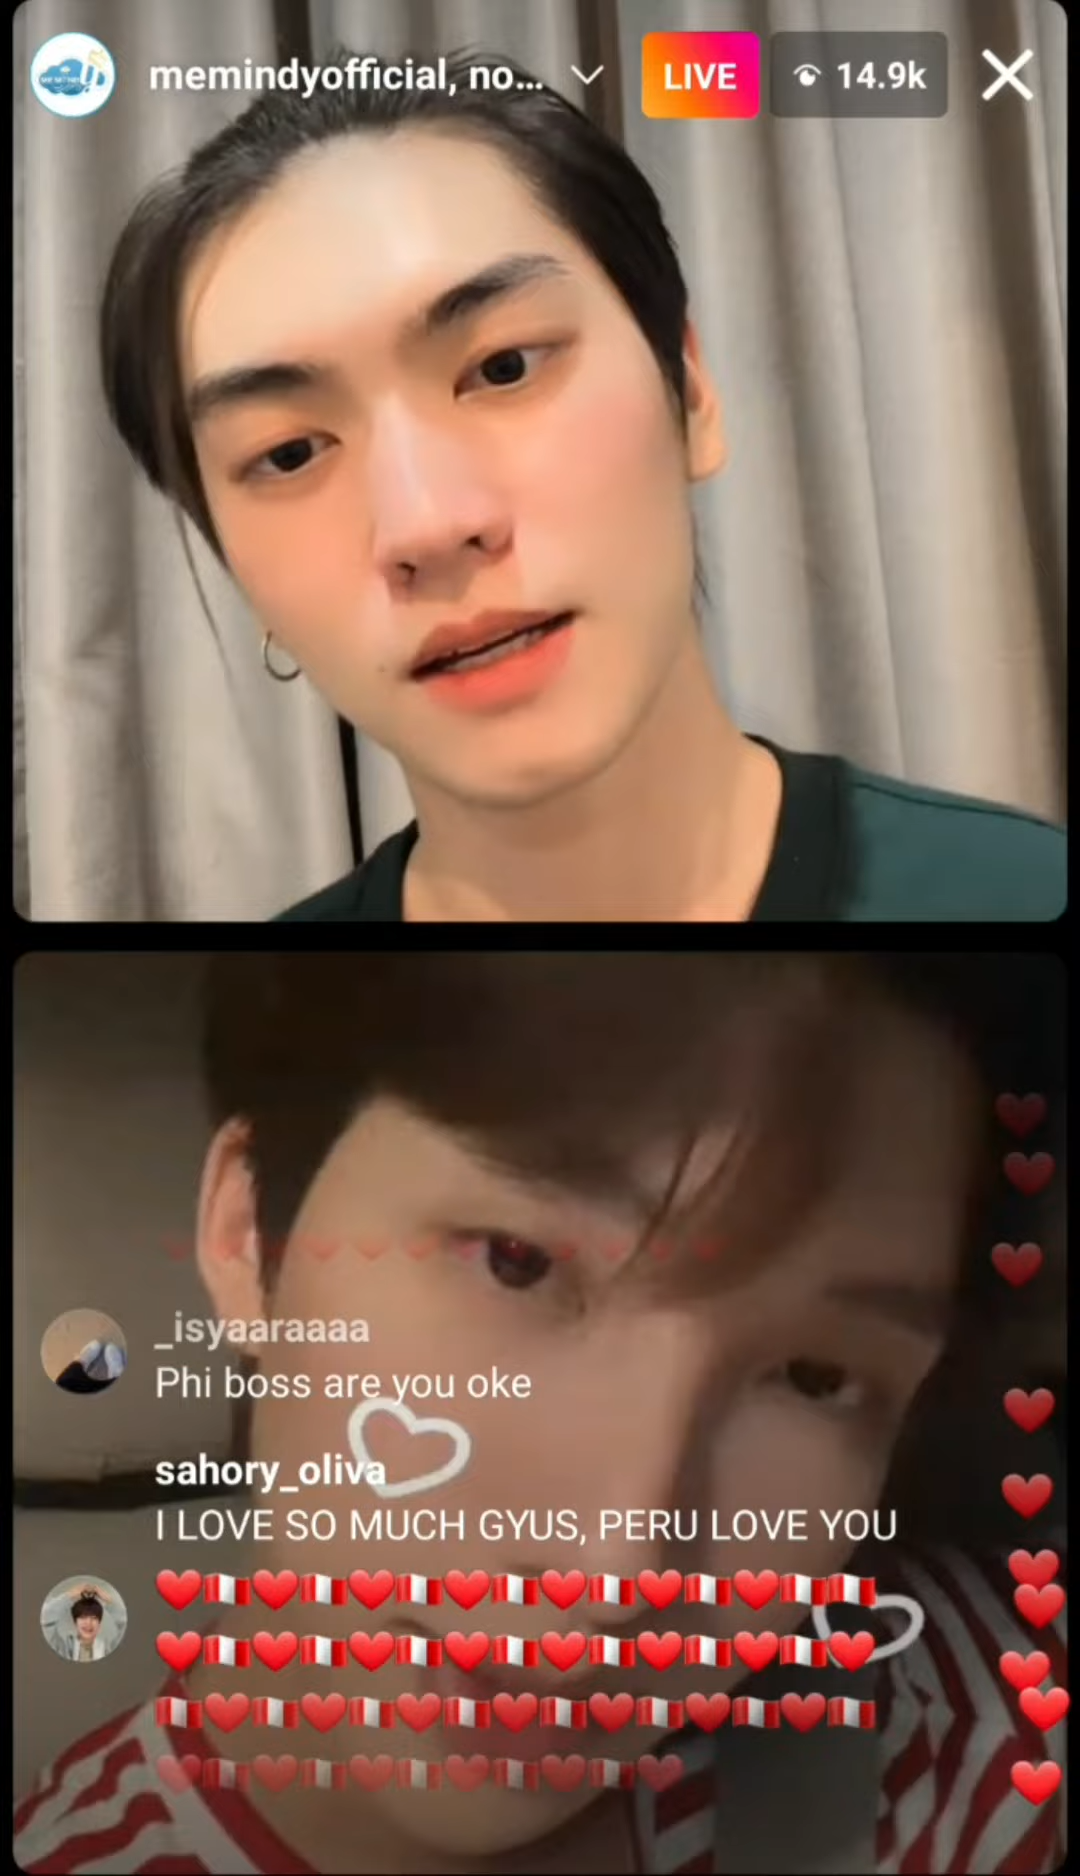 memindyofficial, no...
LIVE
14.9k
_isyaaraaaa
Phi boss are you oke
sahory_oliva
I LOVE SO MUCH GYUS, PERU LOVE YOU
❤️🇵🇪❤️🇵🇪❤️🇵🇪❤️🇵🇪❤️🇵🇪❤️🇵🇪❤️🇵🇪🇵🇪
❤️🇵🇪❤️🇵🇪❤️🇵🇪❤️🇵🇪❤️🇵🇪❤️🇵🇪❤️🇵🇪❤️
🇵🇪❤️🇵🇪❤️🇵🇪❤️🇵🇪❤️🇵🇪❤️🇵🇪❤️🇵🇪❤️🇵🇪
❤️🇵🇪❤️🇵🇪❤️🇵🇪❤️🇵🇪❤️🇵🇪❤️